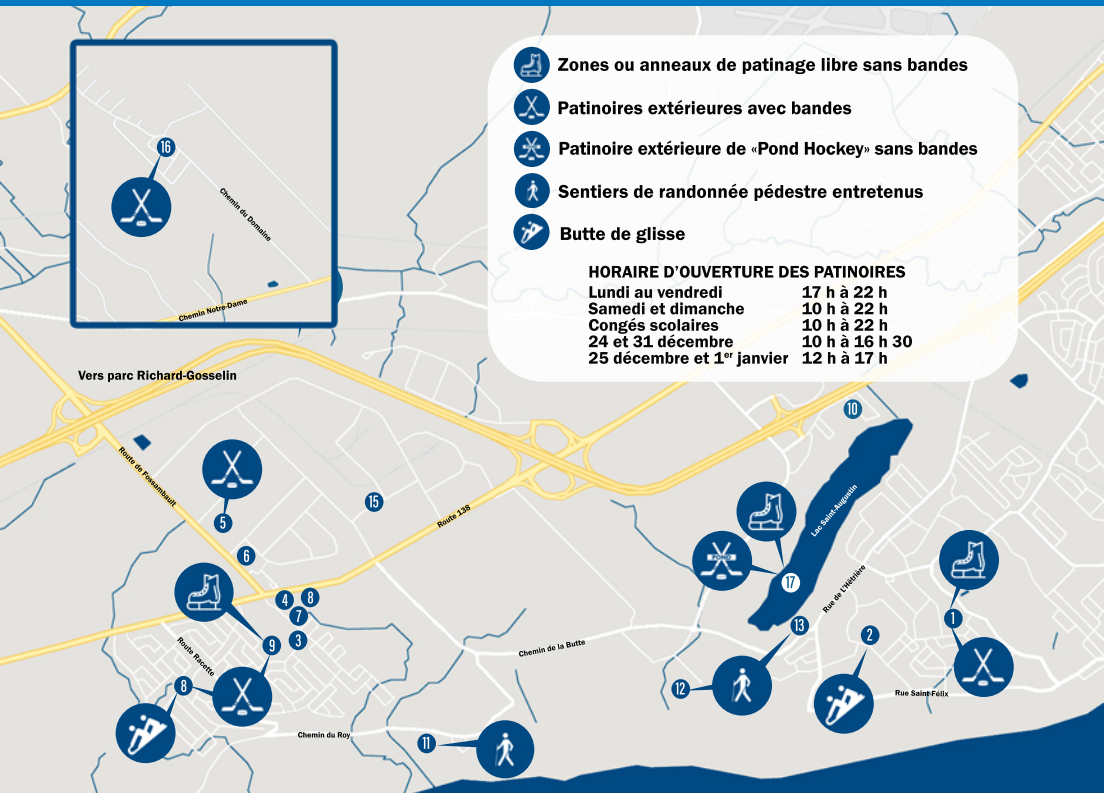 Zones ou anneaux de patinage libre sans bandes
Patinoires extérieures avec bandes
Patinoire extérieure de «Pond Hockey» sans bandes
Sentiers de randonnée pédestre entretenus
Butte de glisse
HORAIRE D'OUVERTURE DES PATINOIRES
Lundi au vendredi 17 h à 22 h
Samedi et dimanche 10 h à 22 h
Congés scolaires 10 h à 22 h
24 et 31 décembre 10 h à 16 h 30
25 décembre et 1er janvier 12 h à 17 h
16
Chemin du Domaine
Chemin Notre-Dame
Vers parc Richard-Gosselin
10
Route de Fossambault
15
Route 138
5
6
Lac Saint-Augustin
POND
17
Rue de L'Hêtrière
4
8
7
3
9
1
13
2
Route Racette
Chemin de la Butte
8
12
Rue Saint-Félix
Chemin du Roy
11